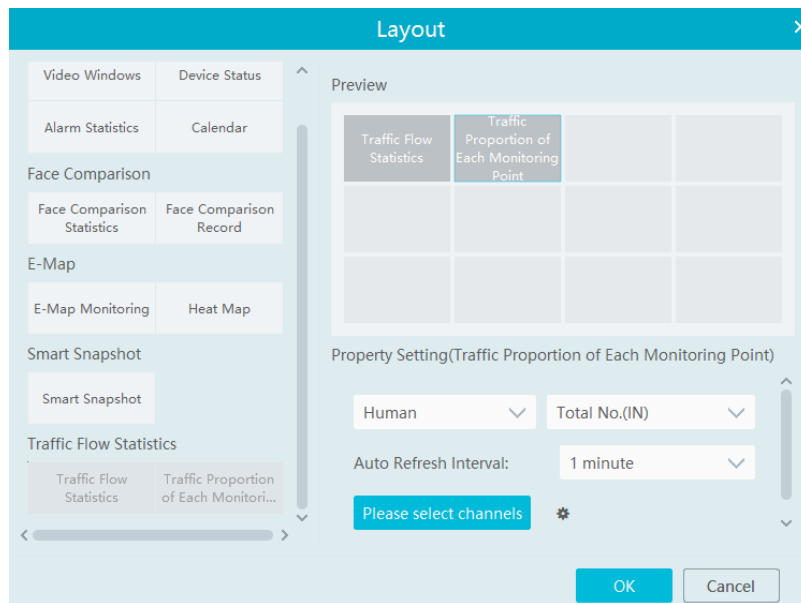 Layout
Video Windows
Device Status
Alarm Statistics
Calendar
Face Comparison
Face Comparison
Statistics
Face Comparison
Record
E-Map
E-Map Monitoring
Heat Map
Smart Snapshot
Smart Snapshot
Traffic Flow Statistics
Traffic Flow
Statistics
Traffic Proportion
of Each Monitori...
Preview
Traffic Flow
Statistics
Traffic
Proportion of
Each Monitoring
Point
Property Setting(Traffic Proportion of Each Monitoring Point)
Human
Total No.(IN)
Auto Refresh Interval:
1 minute
Please select channels
OK
Cancel